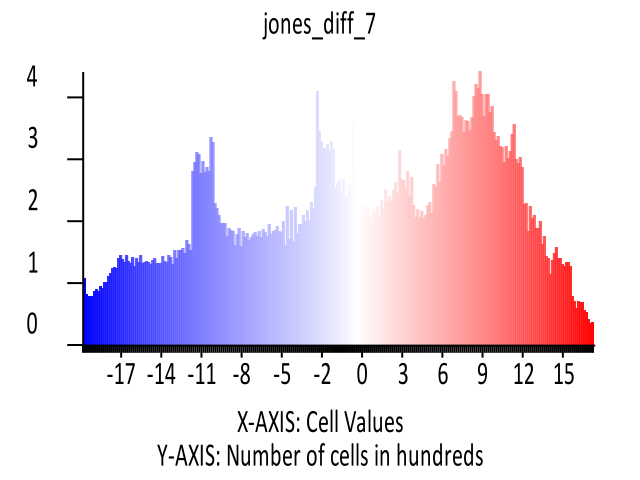 jones_diff_7
4
3
2
1
0
-17 -14 -11 -8 -5 -2 0 3 6 9 12 15
X-AXIS: Cell Values
Y-AXIS: Number of cells in hundreds